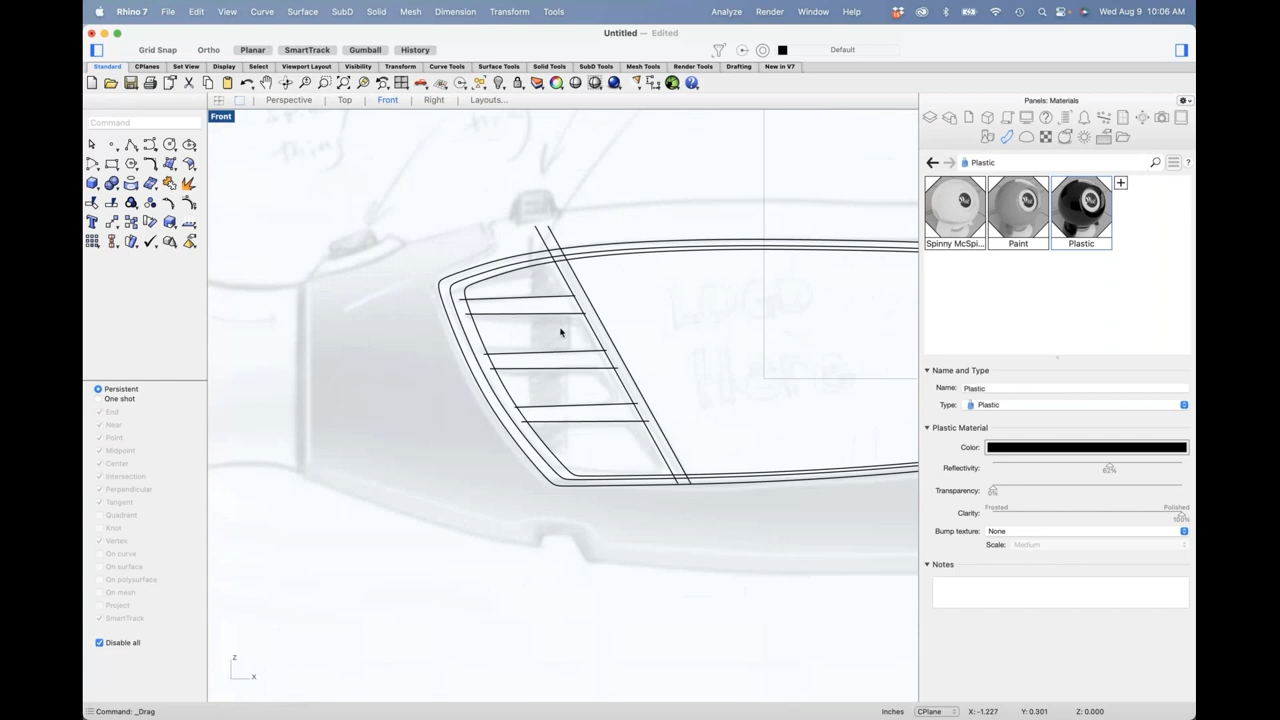 Rhino 7 File Edit View Curve Surface SubD Solid Mesh Dimension Transform Tools Analyze Render Window Help Wed Aug 9 10:06 AM
Untitled — Edited
Grid Snap Ortho Planar SmartTrack Gumball History Default
Standard CPlanes Set View Display Select Viewport Layout Visibility Transform Curve Tools Surface Tools Solid Tools SubD Tools Mesh Tools Render Tools Drafting New in V7
Perspective Top Front Right Layouts... Panels: Materials
Front
Command
thing
Plastic
?
Spinny McSpi... Paint Plastic
LOGO
Here
Name and Type
Name: Plastic
Type: Plastic
Plastic Material
Color:
Reflectivity:
Transparency:
0%
Frosted Polished
Clarity:
100%
Bump texture: None
Scale: Medium
Notes
Persistent
One shot
End
Near
Point
Midpoint
Center
Intersection
Perpendicular
Tangent
Quadrant
Knot
Vertex
On curve
On surface
On polysurface
On mesh
Project
SmartTrack
Disable all
z
x
Command: _Drag Inches CPlane X: -1.227 Y: 0.301 Z: 0.000